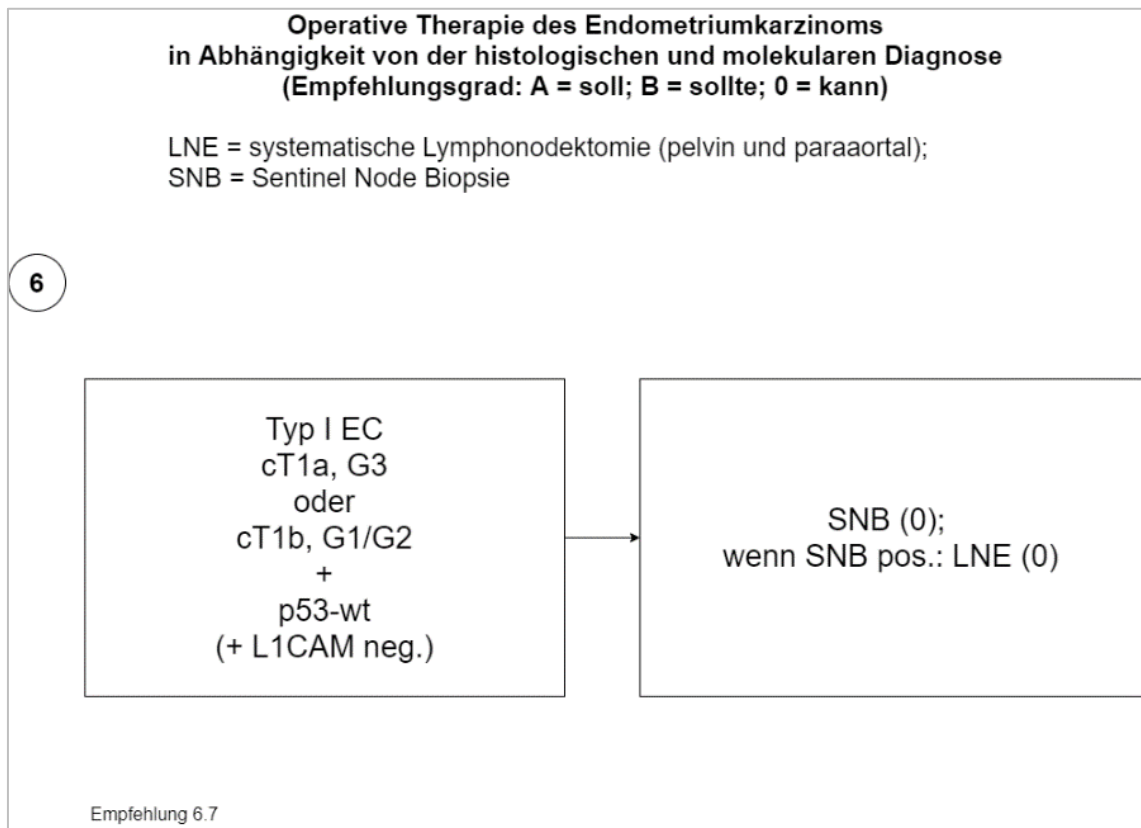 Operative Therapie des Endometriumkarzinoms
in Abhängigkeit von der histologischen und molekularen Diagnose
(Empfehlungsgrad: A = soll; B = sollte; 0 = kann)
LNE = systematische Lymphonodektomie (pelvin und paraaortal);
SNB = Sentinel Node Biopsie
6
Typ I EC
cT1a, G3
oder
cT1b, G1/G2
+
p53-wt
(+ L1CAM neg.)
SNB (0);
wenn SNB pos.: LNE (0)
Empfehlung 6.7